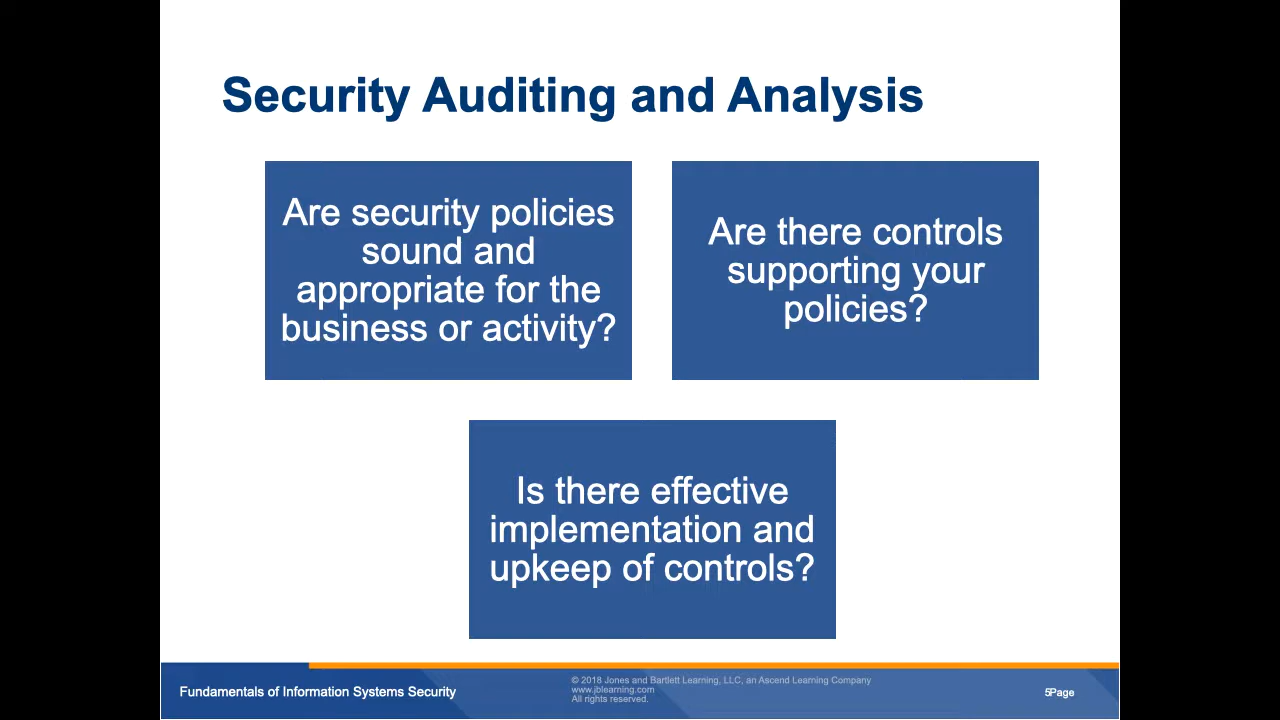 Security Auditing and Analysis
Are security policies
sound and
appropriate for the
business or activity?
Are there controls
supporting your
policies?
Is there effective
implementation and
upkeep of controls?
Fundamentals of Information Systems Security
© 2018 Jones and Bartlett Learning, LLC, an Ascend Learning Company
www.jblearning.com
All rights reserved.
5Page